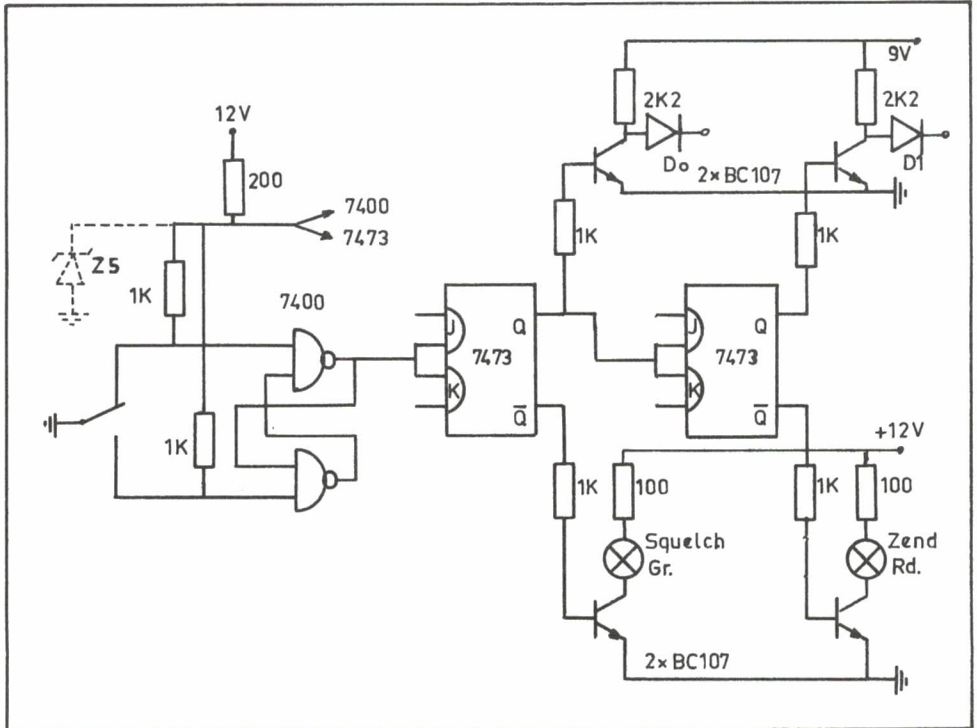 9V
2K2
2K2
12V
Do
D1
2×BC107
200
7400
7473
1K
1K
Z5
1K
7400
J
Q
J
Q
7473
7473
K
K
Q̅
Q̅
1K
+12V
1K
100
1K
100
Squelch
Gr.
Zend
Rd.
2×BC107